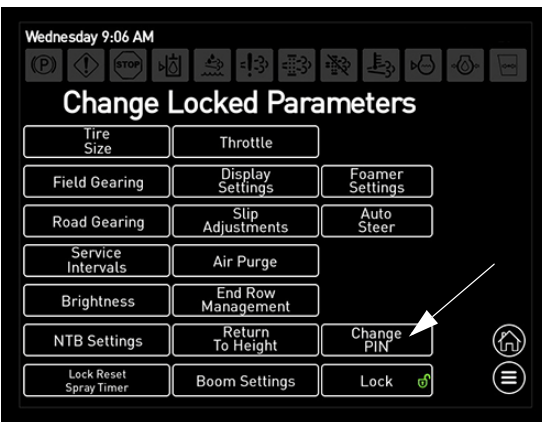 Wednesday 9:06 AM
(P)
STOP
Change Locked Parameters
Tire
Size
Throttle
Field Gearing
Display
Settings
Foamer
Settings
Road Gearing
Slip
Adjustments
Auto
Steer
Service
Intervals
Air Purge
Brightness
End Row
Management
NTB Settings
Return
To Height
Change
PIN
Lock Reset
Spray Timer
Boom Settings
Lock